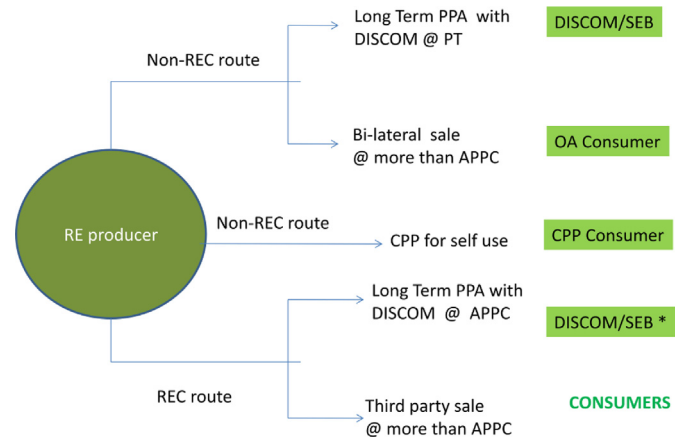 Long Term PPA with
DISCOM @ PT
DISCOM/SEB
Non-REC route
Bi-lateral sale
@ more than APPC
OA Consumer
RE producer
Non-REC route
CPP for self use
CPP Consumer
Long Term PPA with
DISCOM @ APPC
DISCOM/SEB *
REC route
Third party sale
@ more than APPC
CONSUMERS